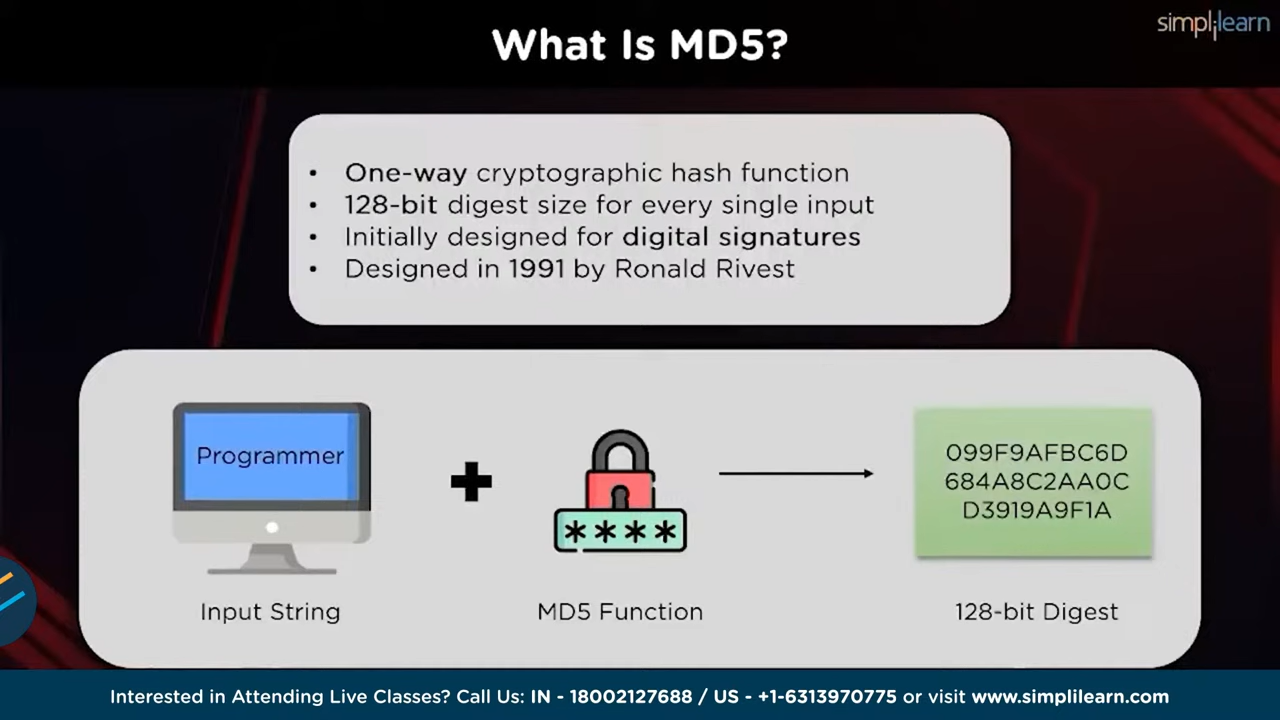 simplilearn
What Is MD5?
• One-way cryptographic hash function
• 128-bit digest size for every single input
• Initially designed for digital signatures
• Designed in 1991 by Ronald Rivest
Programmer
****
099F9AFBC6D
684A8C2AA0C
D3919A9F1A
Input String
MD5 Function
128-bit Digest
Interested in Attending Live Classes? Call Us: IN - 18002127688 / US - +1-6313970775 or visit www.simplilearn.com